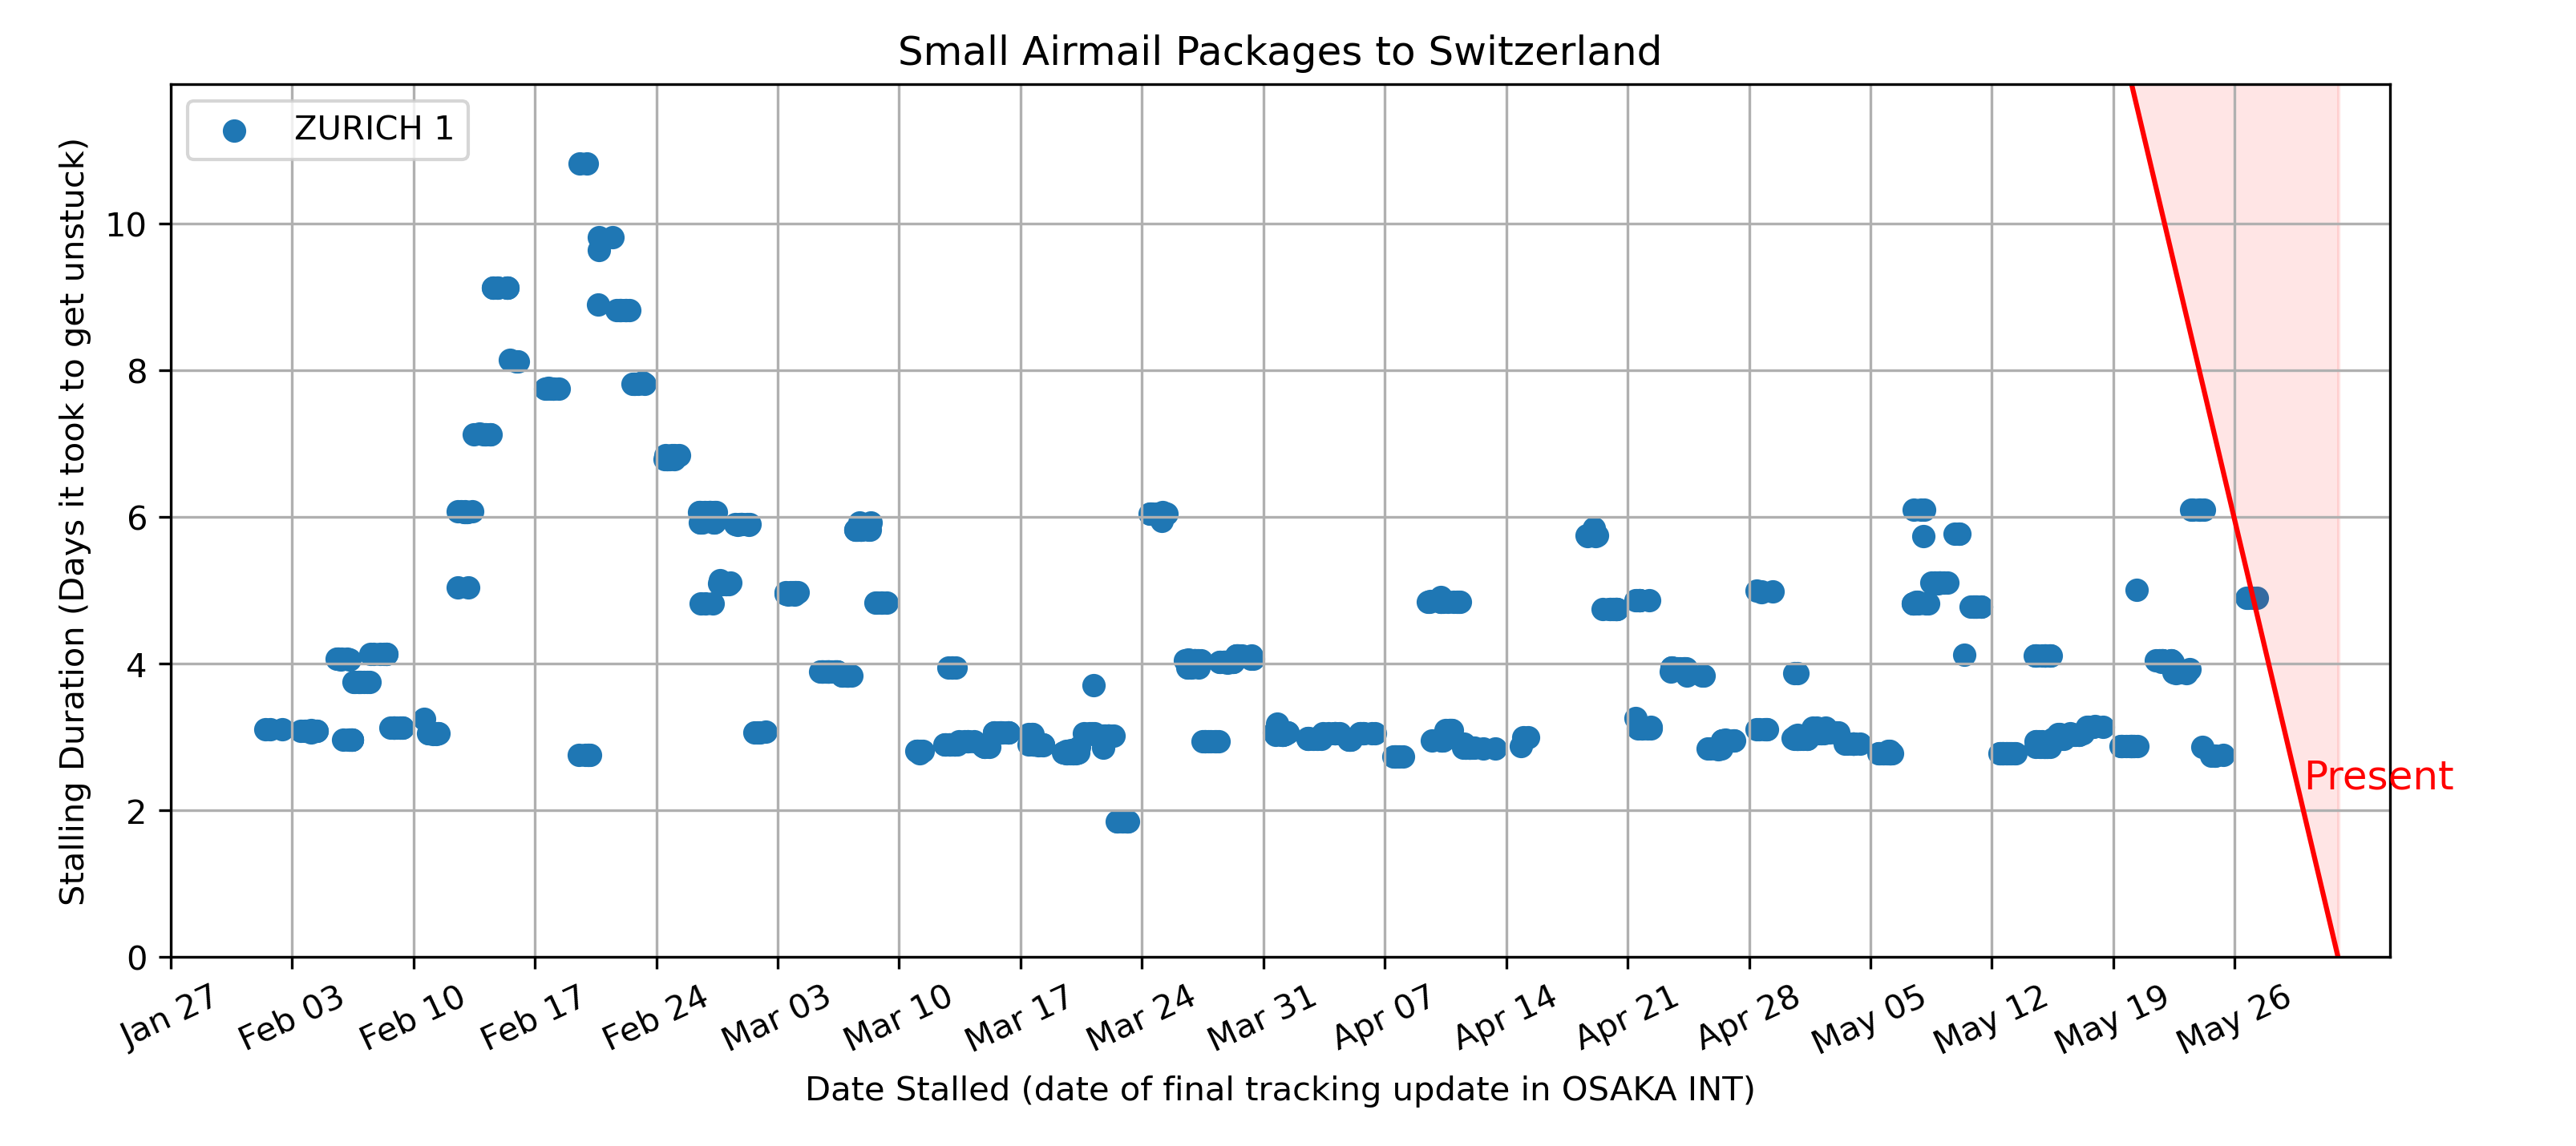 Small Airmail Packages to Switzerland
ZURICH 1
Stalling Duration (Days it took to get unstuck)
10
8
6
4
2
0
Present
Jan 27 Feb 03 Feb 10 Feb 17 Feb 24 Mar 03 Mar 10 Mar 17 Mar 24 Mar 31 Apr 07 Apr 14 Apr 21 Apr 28 May 05 May 12 May 19 May 26
Date Stalled (date of final tracking update in OSAKA INT)